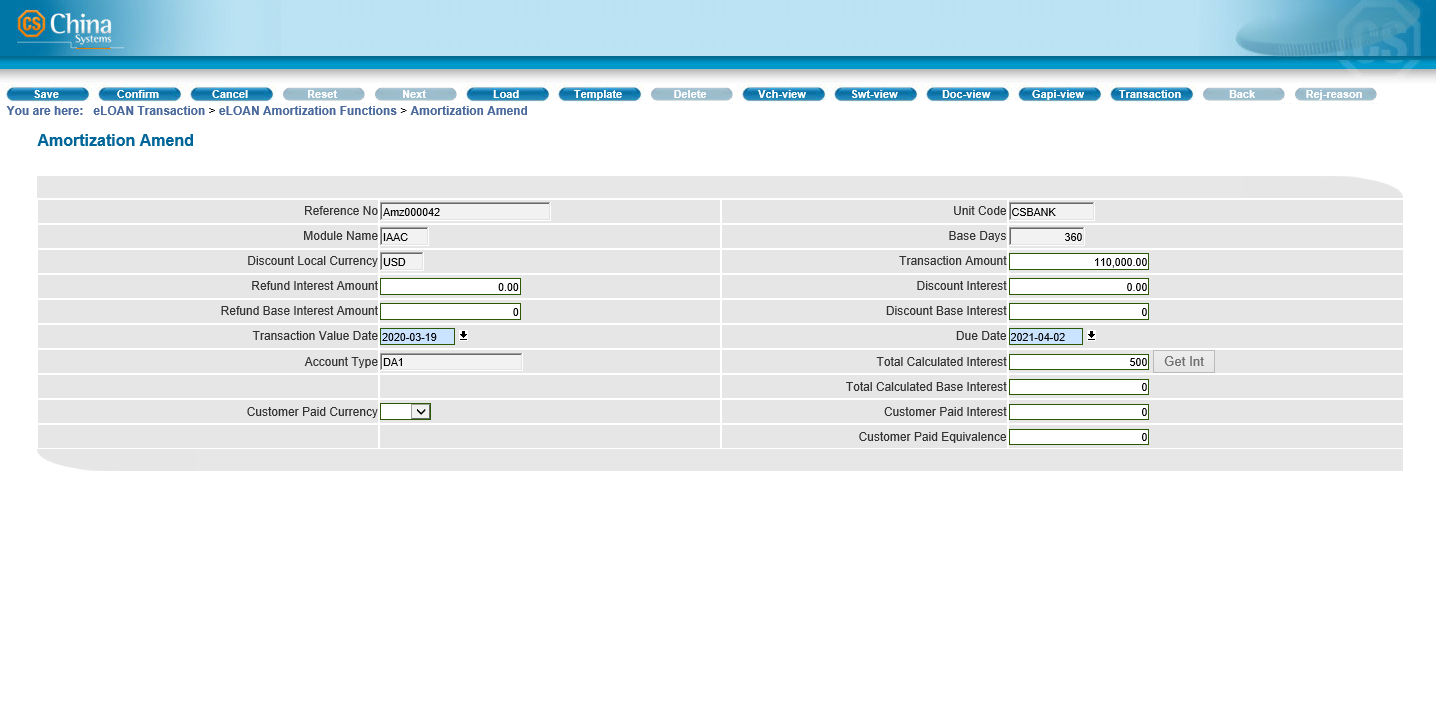 CS China
Systems
CS
Save Confirm Cancel Reset Next Load Template Delete Vch-view Swt-view Doc-view Gapi-view Transaction Back Rej-reason
You are here: eLOAN Transaction > eLOAN Amortization Functions > Amortization Amend
Amortization Amend
Reference No Amz000042 Unit Code CSBANK
Module Name IAAC Base Days 360
Discount Local Currency USD Transaction Amount 110,000.00
Refund Interest Amount 0.00 Discount Interest 0.00
Refund Base Interest Amount 0 Discount Base Interest 0
Transaction Value Date 2020-03-19 Due Date 2021-04-02
Account Type DA1 Total Calculated Interest 500 Get Int
Total Calculated Base Interest 0
Customer Paid Currency Customer Paid Interest 0
Customer Paid Equivalence 0